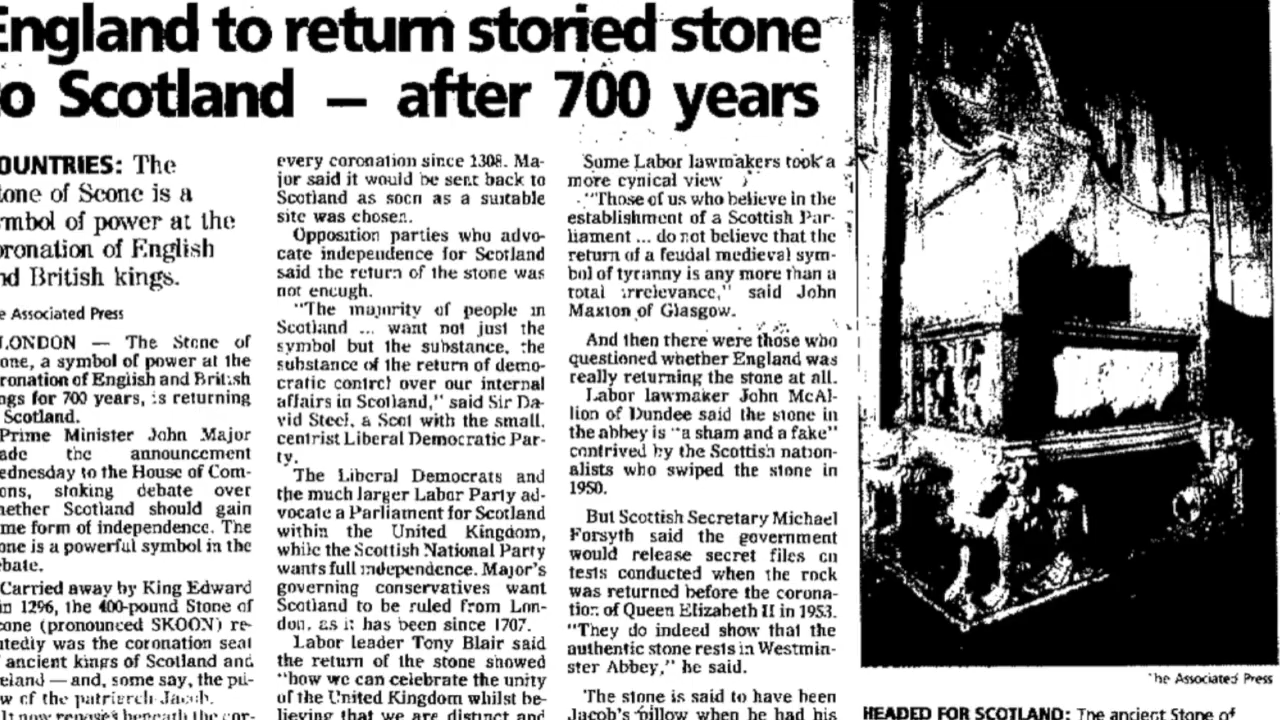 England to return storied stone
to Scotland — after 700 years
OUNTRIES: The
tone of Scone is a
mbol of power at the
oronation of English
nd British kings.
e Associated Press
LONDON — The Stone of
one, a symbol of power at the
ronation of English and British
ngs for 700 years, is returning
Scotland.
Prime Minister John Major
ade the announcement
ednesday to the House of Com-
ons, stoking debate over
hether Scotland should gain
me form of independence. The
one is a powerful symbol in the
ebate.
Carried away by King Edward
in 1296, the 400-pound Stone of
one (pronounced SKOON) re-
utedly was the coronation seat
ancient kings of Scotland and
eland — and, some say, the pil-
w of the patriarch Jacob.
It now reposes beneath the cor-
every coronation since 1308. Ma-
jor said it would be sent back to
Scotland as soon as a suitable
site was chosen.
Opposition parties who advo-
cate independence for Scotland
said the return of the stone was
not enough.
"The majority of people in
Scotland ... want not just the
symbol but the substance, the
substance of the return of demo-
cratic control over our internal
affairs in Scotland," said Sir Da-
vid Steel, a Scot with the small,
centrist Liberal Democratic Par-
ty.
The Liberal Democrats and
the much larger Labor Party ad-
vocate a Parliament for Scotland
within the United Kingdom,
while the Scottish National Party
wants full independence. Major's
governing conservatives want
Scotland to be ruled from Lon-
don, as it has been since 1707.
Labor leader Tony Blair said
the return of the stone showed
"how we can celebrate the unity
of the United Kingdom whilst be-
lieving that we are distinct and
Some Labor lawmakers took a
more cynical view
"Those of us who believe in the
establishment of a Scottish Par-
liament ... do not believe that the
return of a feudal medieval sym-
bol of tyranny is any more than a
total irrelevance," said John
Maxton of Glasgow.
And then there were those who
questioned whether England was
really returning the stone at all.
Labor lawmaker John McAl-
lion of Dundee said the stone in
the abbey is "a sham and a fake"
contrived by the Scottish nation-
alists who swiped the stone in
1950.
But Scottish Secretary Michael
Forsyth said the government
would release secret files on
tests conducted when the rock
was returned before the corona-
tion of Queen Elizabeth II in 1953.
"They do indeed show that the
authentic stone rests in Westmin-
ster Abbey," he said.
The stone is said to have been
Jacob's pillow when he had his
The Associated Press
HEADED FOR SCOTLAND: The ancient Stone of